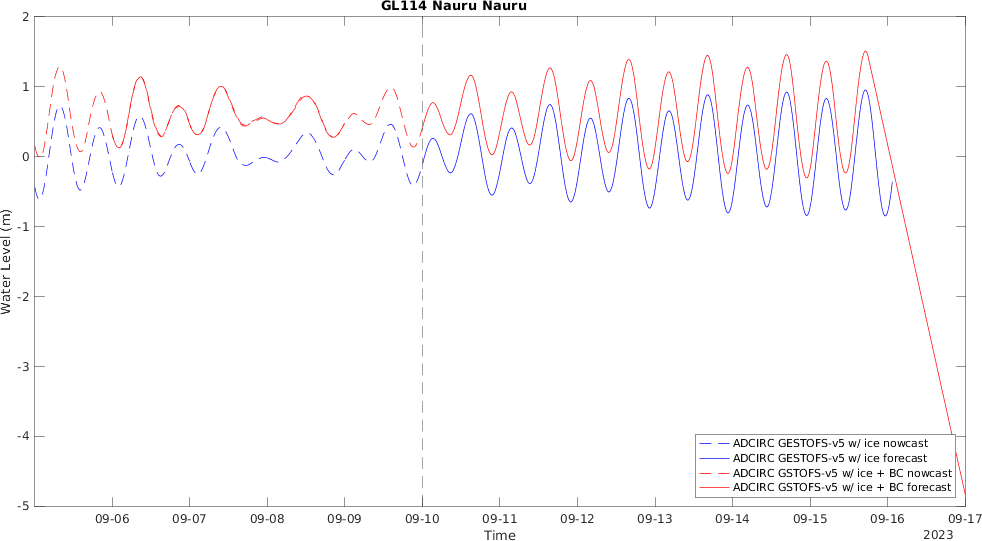 GL114 Nauru Nauru
2
1
0
-1
-2
-3
-4
-5
Water Level (m)
ADCIRC GESTOFS-v5 w/ ice nowcast
ADCIRC GESTOFS-v5 w/ ice forecast
ADCIRC GSTOFS-v5 w/ ice + BC nowcast
ADCIRC GSTOFS-v5 w/ ice + BC forecast
09-06 09-07 09-08 09-09 09-10 09-11 09-12 09-13 09-14 09-15 09-16 09-17
Time
2023